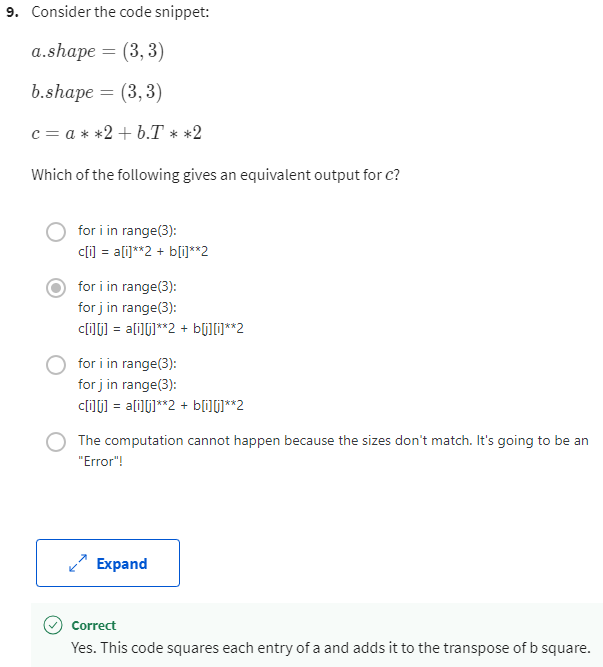 9. Consider the code snippet:
a.shape = (3, 3)
b.shape = (3, 3)
c = a ∗ ∗2 + b.T ∗ ∗2
Which of the following gives an equivalent output for c?
for i in range(3):
c[i] = a[i]**2 + b[i]**2
for i in range(3):
for j in range(3):
c[i][j] = a[i][j]**2 + b[j][i]**2
for i in range(3):
for j in range(3):
c[i][j] = a[i][j]**2 + b[i][j]**2
The computation cannot happen because the sizes don't match. It's going to be an
"Error"!
Expand
Correct
Yes. This code squares each entry of a and adds it to the transpose of b square.